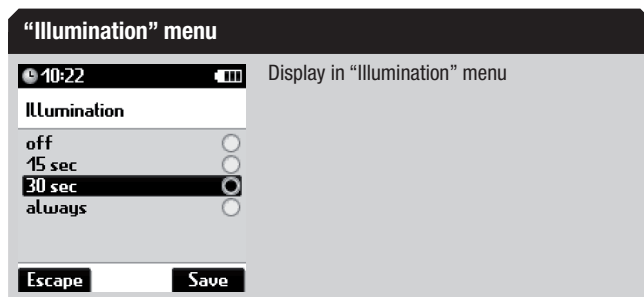 “Illumination” menu
10:22
Display in “Illumination” menu
Illumination
off
15 sec
30 sec
always
Escape Save